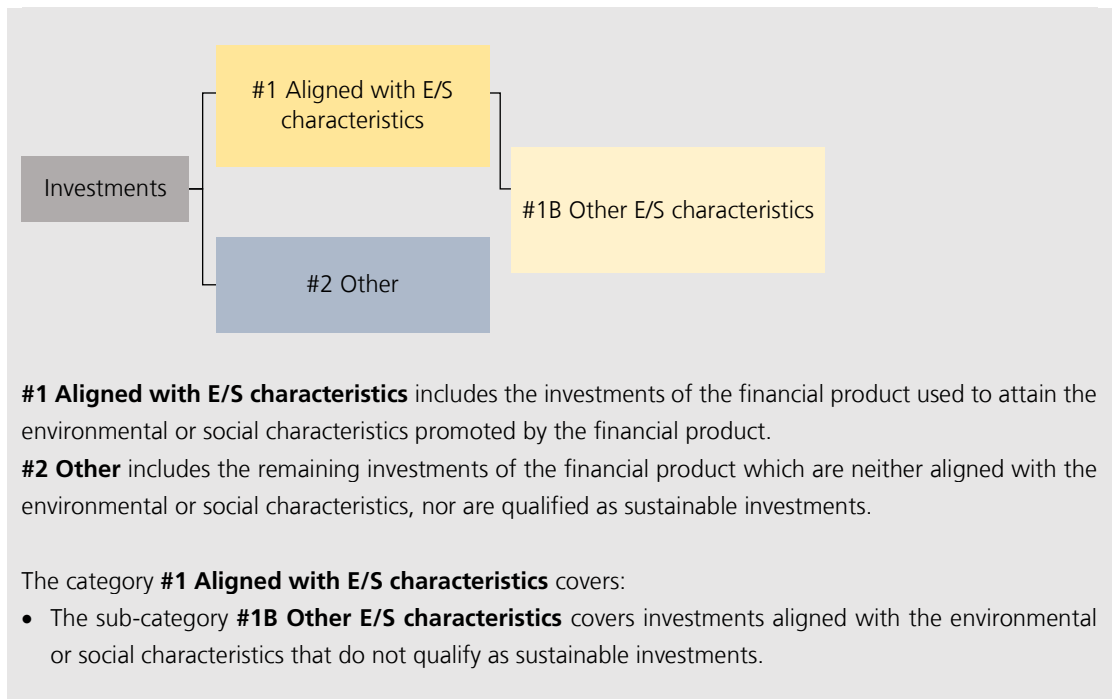 #1 Aligned with E/S
characteristics
Investments
#1B Other E/S characteristics
#2 Other
#1 Aligned with E/S characteristics includes the investments of the financial product used to attain the
environmental or social characteristics promoted by the financial product.
#2 Other includes the remaining investments of the financial product which are neither aligned with the
environmental or social characteristics, nor are qualified as sustainable investments.
The category #1 Aligned with E/S characteristics covers:
• The sub-category #1B Other E/S characteristics covers investments aligned with the environmental
or social characteristics that do not qualify as sustainable investments.